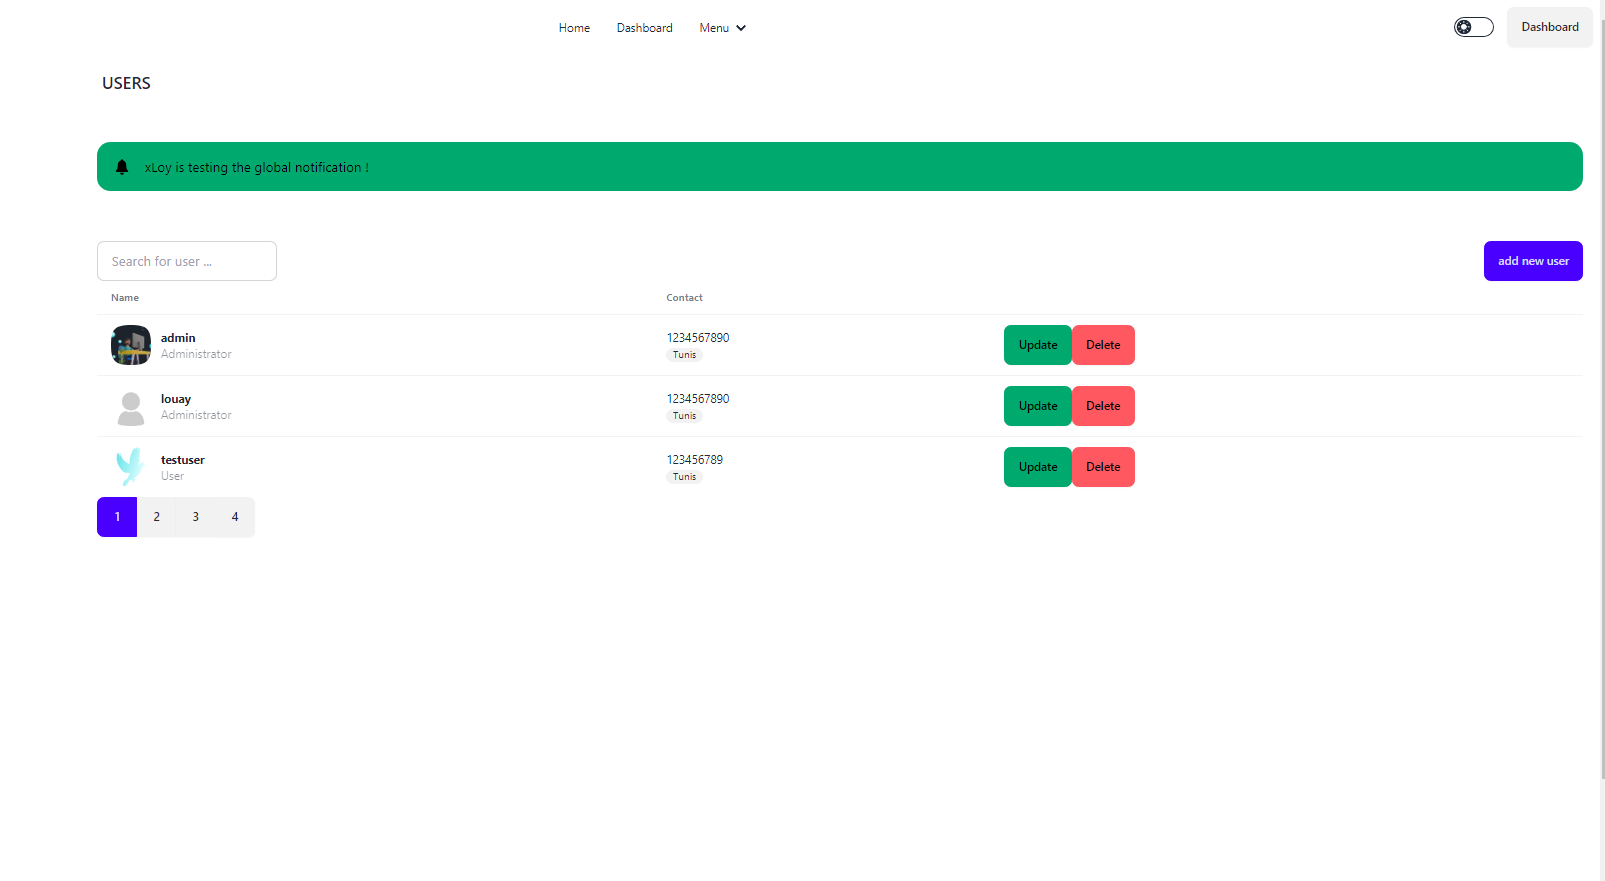 Home Dashboard Menu Dashboard
USERS
xLoy is testing the global notification !
Search for user ... add new user
Name Contact
admin 1234567890 Update Delete
Administrator Tunis
louay 1234567890 Update Delete
Administrator Tunis
testuser 123456789 Update Delete
User Tunis
1 2 3 4